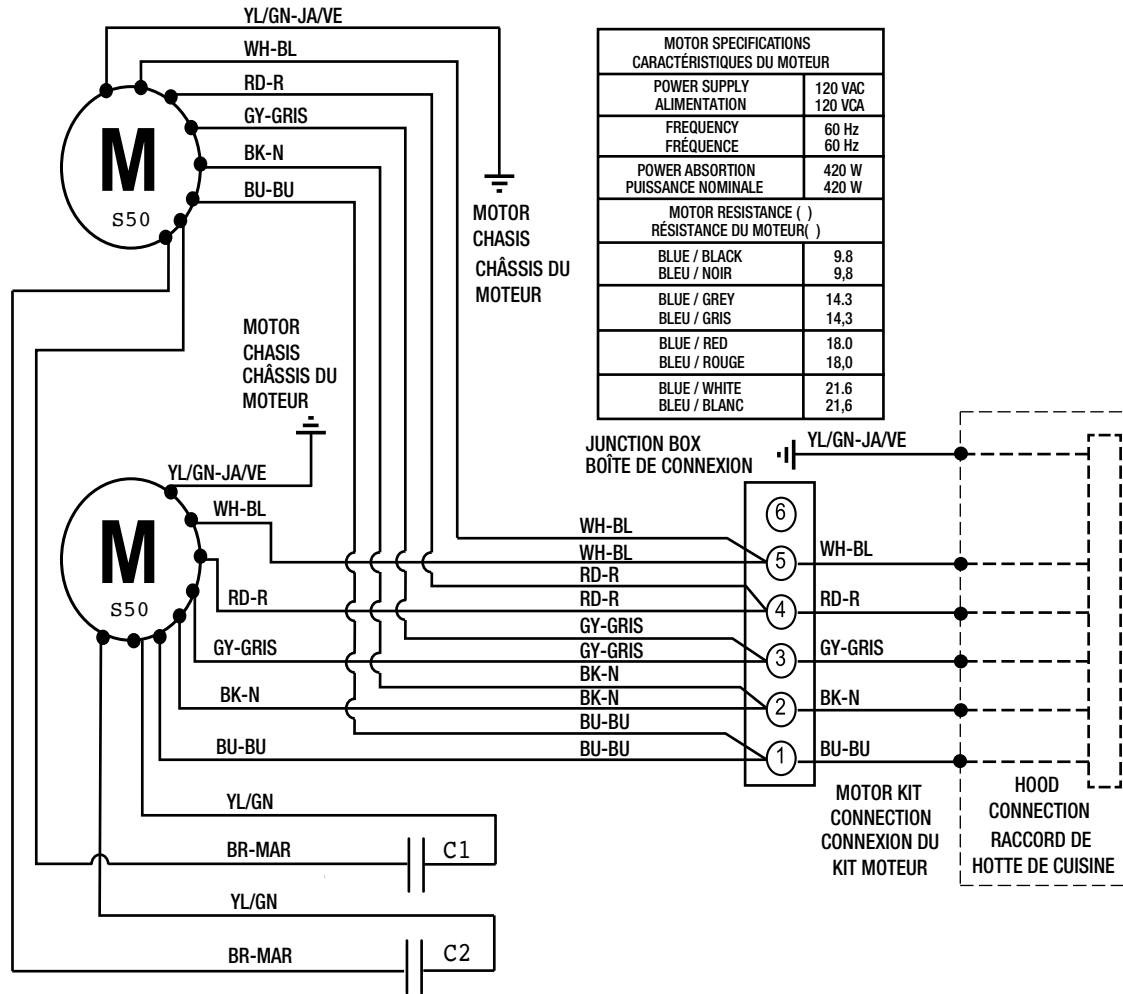 YL/GN-JA/VE
WH-BL
RD-R
GY-GRIS
BK-N
BU-BU
M
S50
MOTOR
CHASIS
CHÂSSIS DU
MOTEUR
MOTOR SPECIFICATIONS
CARACTÉRISTIQUES DU MOTEUR
POWER SUPPLY 120 VAC
ALIMENTATION 120 VCA
FREQUENCY 60 Hz
FRÉQUENCE 60 Hz
POWER ABSORTION 420 W
PUISSANCE NOMINALE 420 W
MOTOR RESISTANCE ( )
RÉSISTANCE DU MOTEUR( )
BLUE / BLACK 9.8
BLEU / NOIR 9,8
BLUE / GREY 14.3
BLEU / GRIS 14,3
BLUE / RED 18.0
BLEU / ROUGE 18,0
BLUE / WHITE 21.6
BLEU / BLANC 21,6
MOTOR
CHASIS
CHÂSSIS DU
MOTEUR
YL/GN-JA/VE
WH-BL
M
S50
RD-R
GY-GRIS
BK-N
BU-BU
JUNCTION BOX
BOÎTE DE CONNEXION
YL/GN-JA/VE
WH-BL
WH-BL
RD-R
RD-R
GY-GRIS
GY-GRIS
BK-N
BK-N
BU-BU
BU-BU
6
5
4
3
2
1
WH-BL
RD-R
GY-GRIS
BK-N
BU-BU
MOTOR KIT
CONNECTION
CONNEXION DU
KIT MOTEUR
HOOD
CONNECTION
RACCORD DE
HOTTE DE CUISINE
YL/GN
BR-MAR
C1
YL/GN
BR-MAR
C2